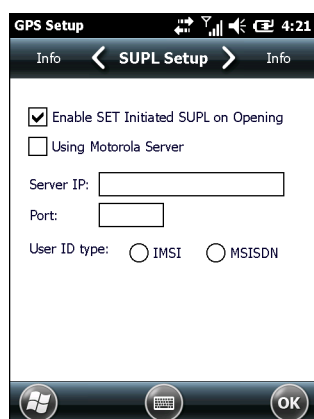 GPS Setup 4:21
Info SUPL Setup Info
Enable SET Initiated SUPL on Opening
Using Motorola Server
Server IP:
Port:
User ID type: IMSI MSISDN
OK